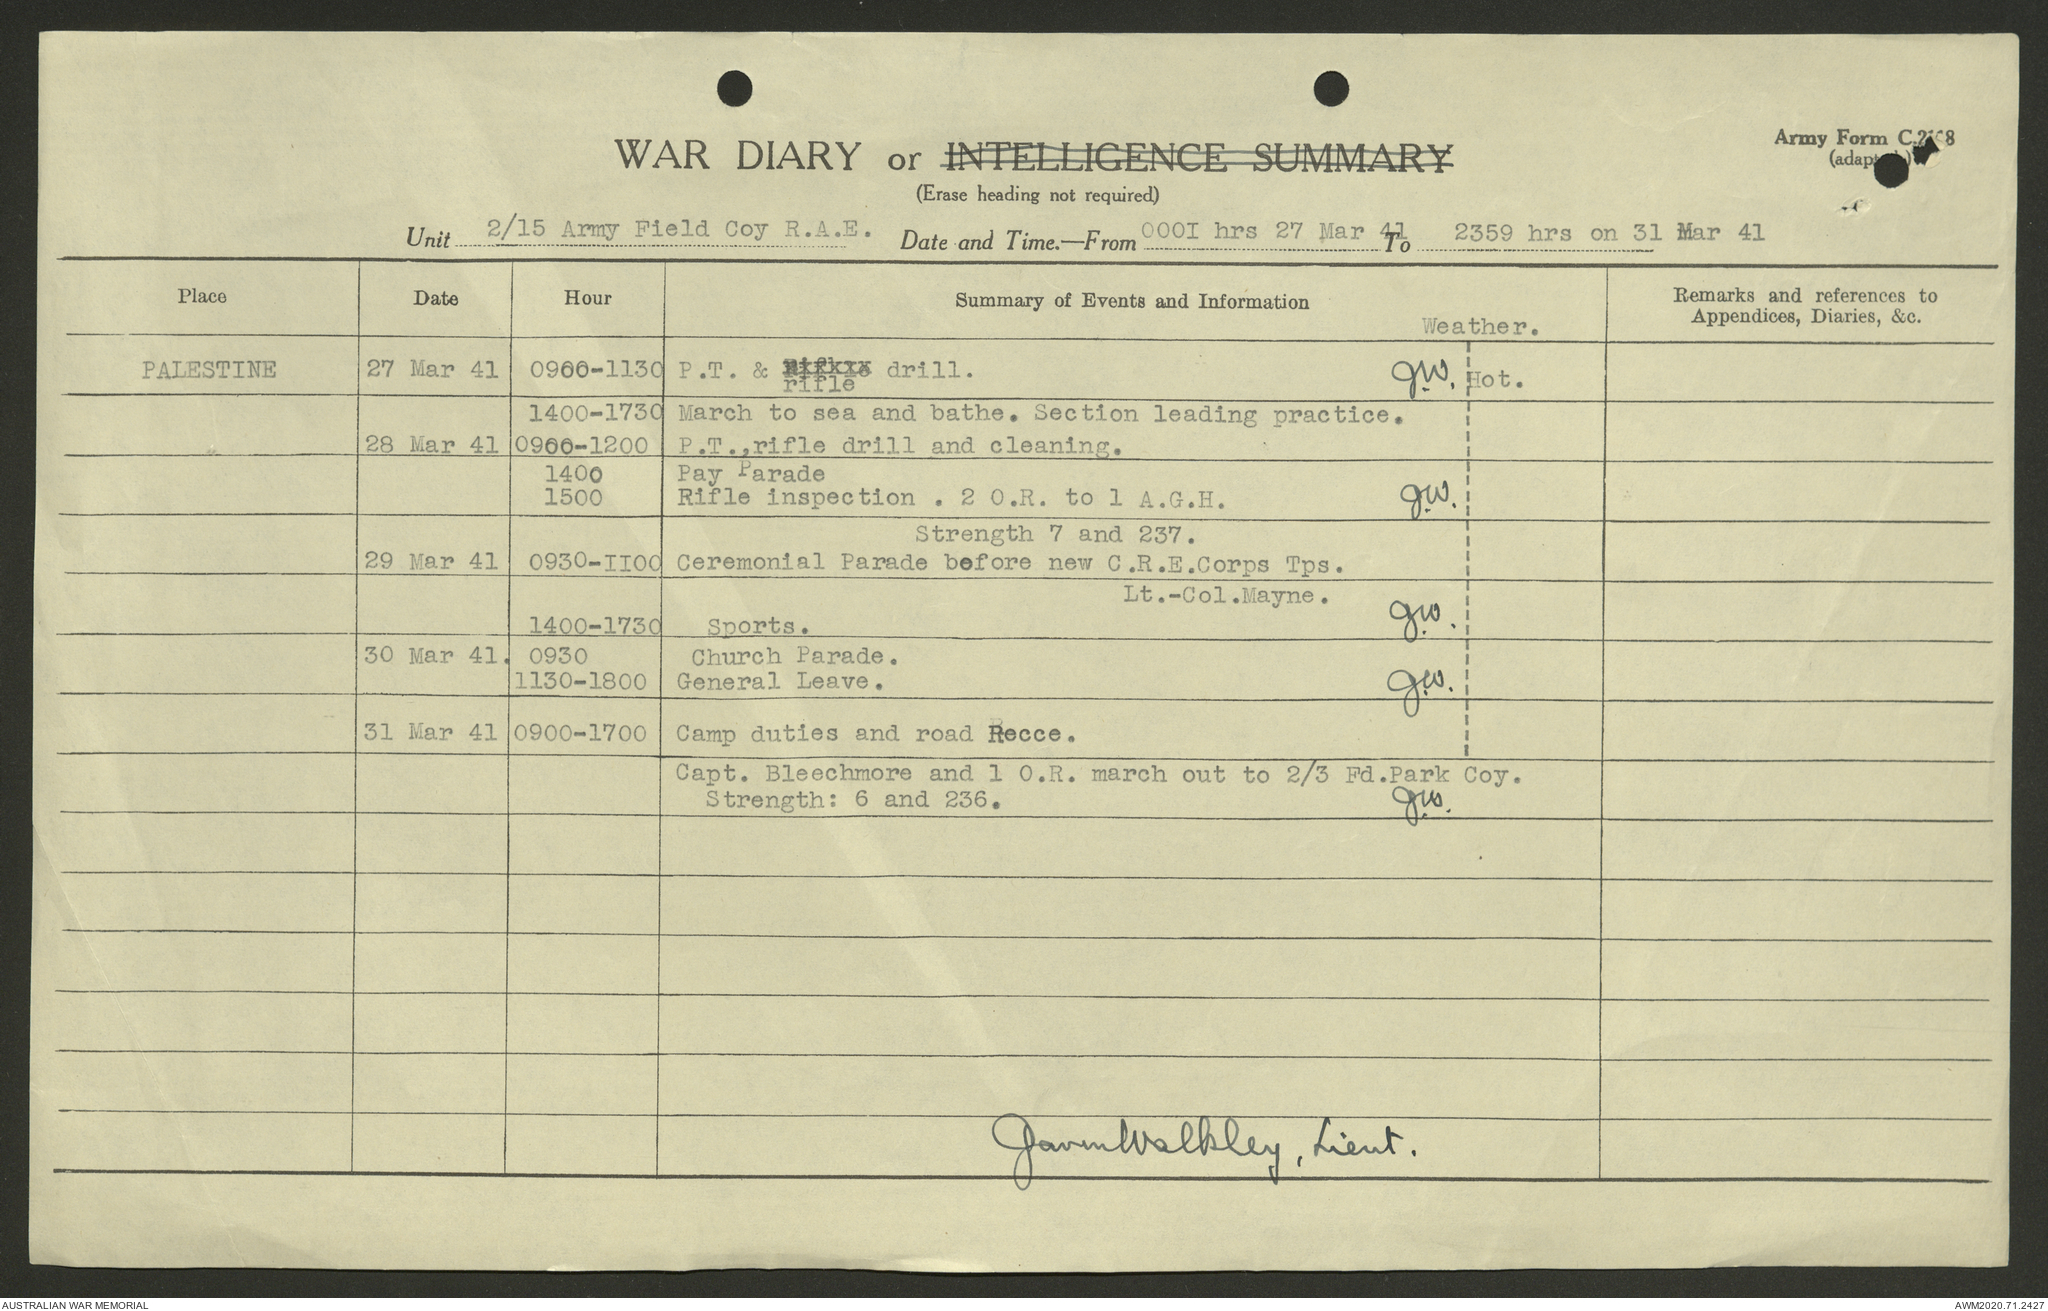 WAR DIARY or INTELLIGENCE SUMMARY
(Erase heading not required)
Army Form C.2118
(adapted)
Unit 2/15 Army Field Coy R.A.E. Date and Time.—From 000I hrs 27 Mar 41 To 2359 hrs on 31 Mar 41
Place Date Hour Summary of Events and Information Remarks and references to
Appendices, Diaries, &c.
Weather.
PALESTINE 27 Mar 41 0900-1130 P.T. & drill. G.W. Hot.
rifle
1400-1730 March to sea and bathe. Section leading practice.
28 Mar 41 0900-1200 P.T.,rifle drill and cleaning.
1400 Pay Parade
1500 Rifle inspection . 2 O.R. to 1 A.G.H. G.W.
Strength 7 and 237.
29 Mar 41 0930-II00 Ceremonial Parade before new C.R.E.Corps Tps.
Lt.-Col.Mayne.
1400-1730 Sports. G.W.
30 Mar 41. 0930 Church Parade.
1130-1800 General Leave. G.W.
31 Mar 41 0900-1700 Camp duties and road Recce.
Capt. Bleechmore and 1 O.R. march out to 2/3 Fd.Park Coy.
Strength: 6 and 236. G.W.
Gavin Walkley, Lieut.
AUSTRALIAN WAR MEMORIAL AWM2020.71.2427